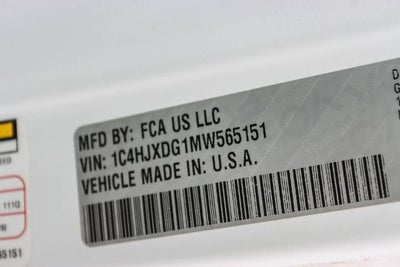 MFD BY: FCA US LLC
VIN: 1C4HJXDG1MW565151
VEHICLE MADE IN: U.S.A.